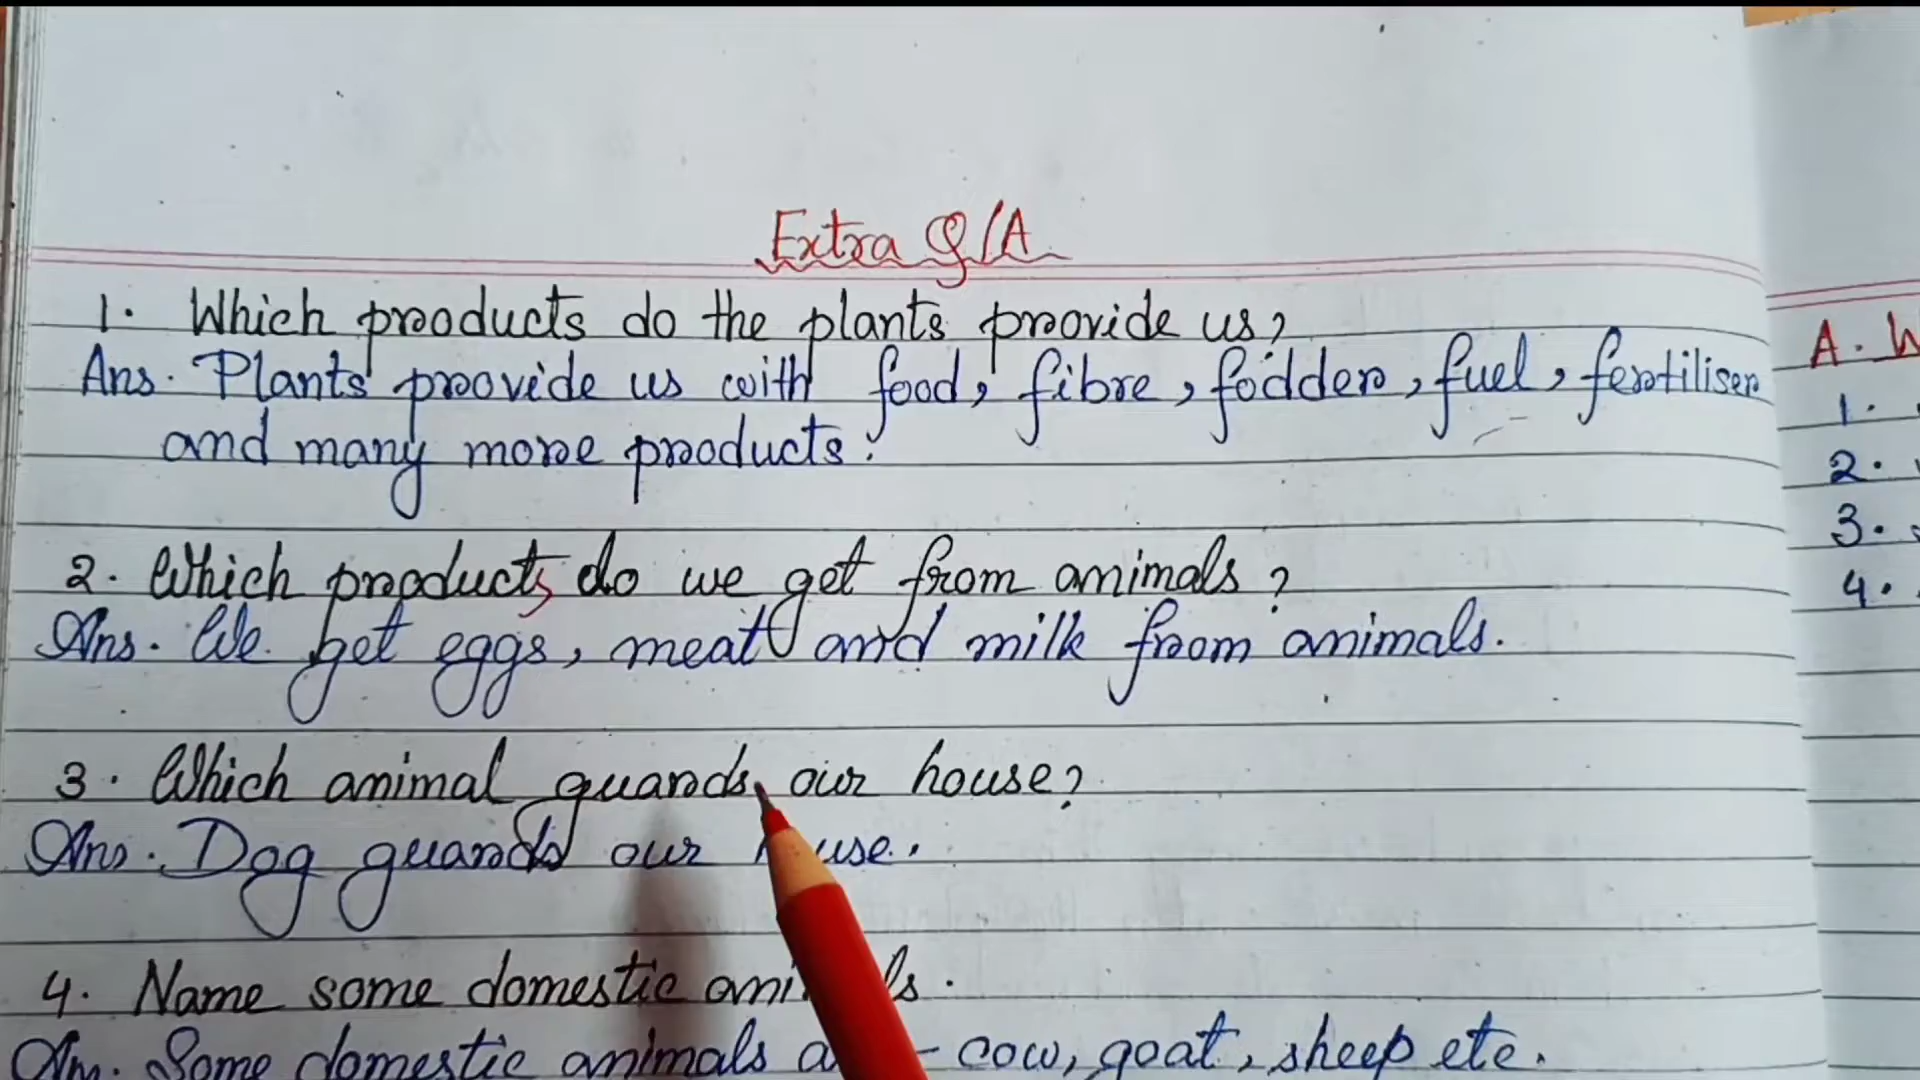 Extra Q/A
1. Which products do the plants provide us?
Ans. Plants provide us with food, fibre, fodder, fuel, fertiliser
and many more products.
2. Which products do we get from animals?
Ans. We get eggs, meat and milk from animals.
3. Which animal guards our house?
Ans. Dog guards our house.
4. Name some domestic animals.
Ans. Some domestic animals a - cow, goat, sheep etc.
A. W
1.
2.
3.
4.